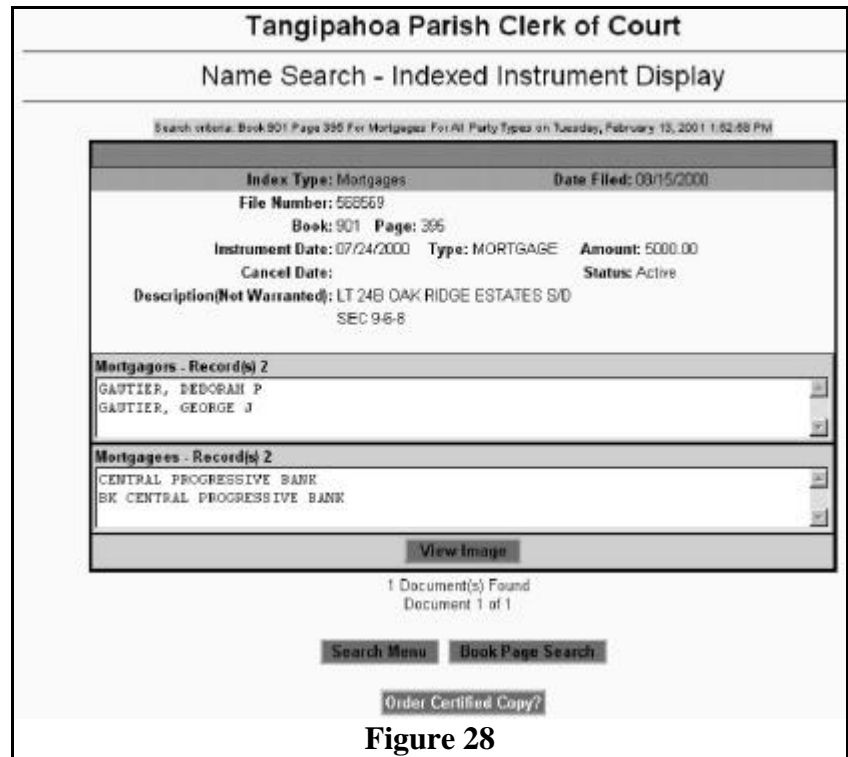 Tangipahoa Parish Clerk of Court
Name Search - Indexed Instrument Display
Search criteria: Book 901 Page 395 For Mortgages For All Party Types on Tuesday, February 13, 2001 1:52:58 PM
Index Type: Mortgages Date Filed: 08/15/2000
File Number: 568569
Book: 901 Page: 395
Instrument Date: 07/24/2000 Type: MORTGAGE Amount: 5000.00
Cancel Date: Status: Active
Description(Not Warranted): LT 24B OAK RIDGE ESTATES S/D
SEC 9-6-8
Mortgagors - Record(s) 2
GAUTIER, DEBORAH P
GAUTIER, GEORGE J
Mortgagees - Record(s) 2
CENTRAL PROGRESSIVE BANK
BK CENTRAL PROGRESSIVE BANK
View Image
1 Document(s) Found
Document 1 of 1
Search Menu Book Page Search
Order Certified Copy?
Figure 28